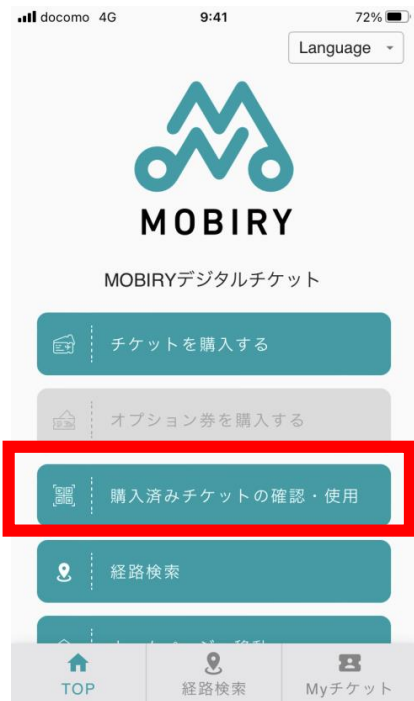 docomo 4G 9:41 72%
Language
MOBIRY
MOBIRYデジタルチケット
チケットを購入する
オプション券を購入する
購入済みチケットの確認・使用
経路検索
TOP 経路検索 Myチケット